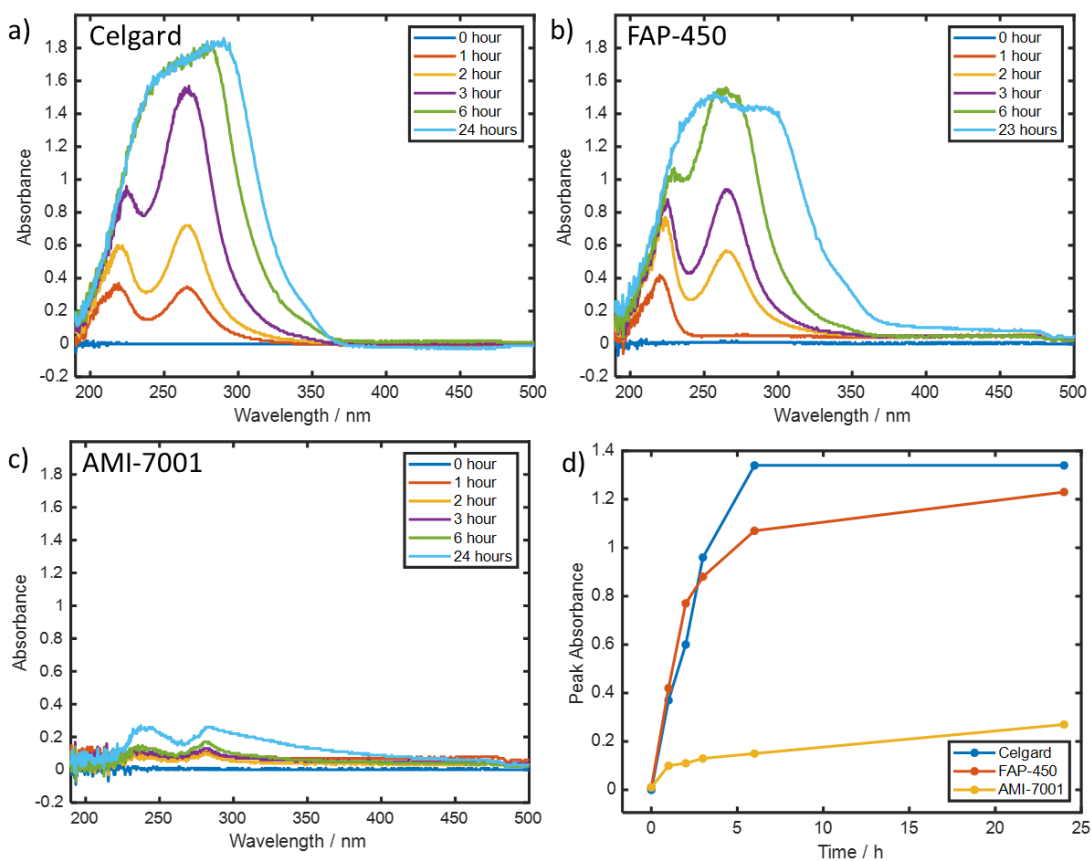 a) Celgard
0 hour
1 hour
2 hour
3 hour
6 hour
24 hours
1.8
1.6
1.4
1.2
1
0.8
0.6
0.4
0.2
0
-0.2
Absorbance
200 250 300 350 400 450 500
Wavelength / nm
b) FAP-450
0 hour
1 hour
2 hour
3 hour
6 hour
23 hours
1.8
1.6
1.4
1.2
1
0.8
0.6
0.4
0.2
0
-0.2
Absorbance
200 250 300 350 400 450 500
Wavelength / nm
c) AMI-7001
0 hour
1 hour
2 hour
3 hour
6 hour
24 hours
1.8
1.6
1.4
1.2
1
0.8
0.6
0.4
0.2
0
-0.2
Absorbance
200 250 300 350 400 450 500
Wavelength / nm
d)
1.4
1.2
1
0.8
0.6
0.4
0.2
0
Peak Absorbance
Celgard
FAP-450
AMI-7001
0 5 10 15 20 25
Time / h